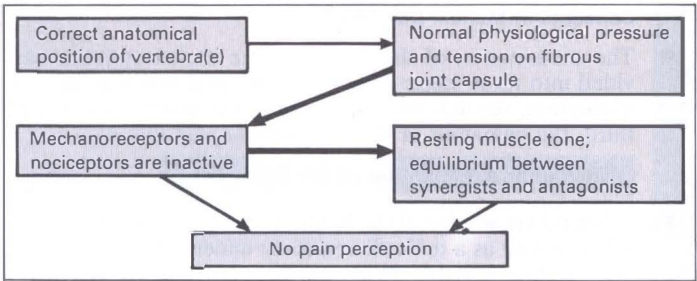 Correct anatomical
position of vertebra(e)
Normal physiological pressure
and tension on fibrous
joint capsule
Mechanoreceptors and
nociceptors are inactive
Resting muscle tone;
equilibrium between
synergists and antagonists
No pain perception